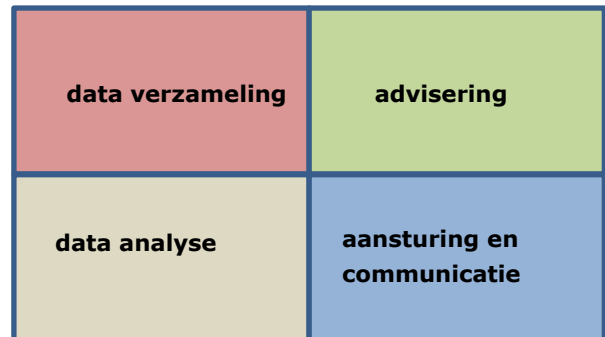 data verzameling
advisering
data analyse
aansturing en
communicatie